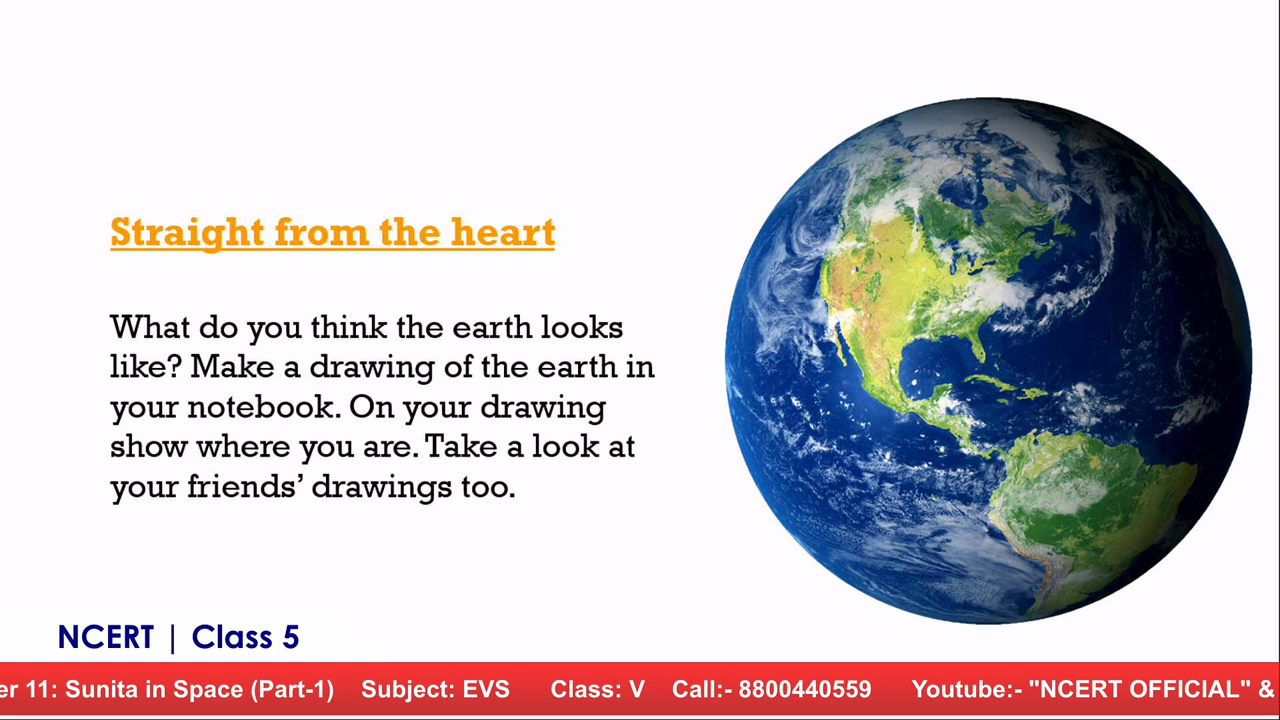 Straight from the heart
What do you think the earth looks
like? Make a drawing of the earth in
your notebook. On your drawing
show where you are. Take a look at
your friends’ drawings too.
NCERT | Class 5
er 11: Sunita in Space (Part-1) Subject: EVS Class: V Call:- 8800440559 Youtube:- "NCERT OFFICIAL" &